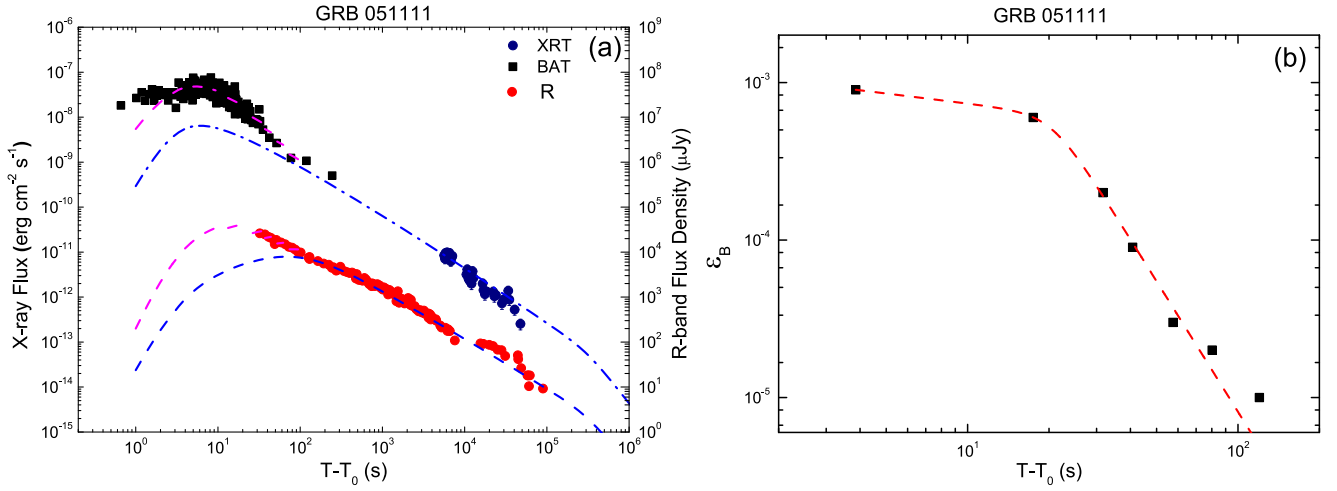 GRB 051111
(a)
XRT
BAT
R
X-ray Flux (erg cm⁻² s⁻¹)
10⁻⁶
10⁻⁷
10⁻⁸
10⁻⁹
10⁻¹⁰
10⁻¹¹
10⁻¹²
10⁻¹³
10⁻¹⁴
10⁻¹⁵
10⁰
10¹
10²
10³
10⁴
10⁵
10⁶
T-T₀ (s)
10⁹
10⁸
10⁷
10⁶
10⁵
10⁴
10³
10²
10¹
10⁰
R-band Flux Density (μJy)
GRB 051111
(b)
ε_B
10⁻³
10⁻⁴
10⁻⁵
10¹
10²
T-T₀ (s)